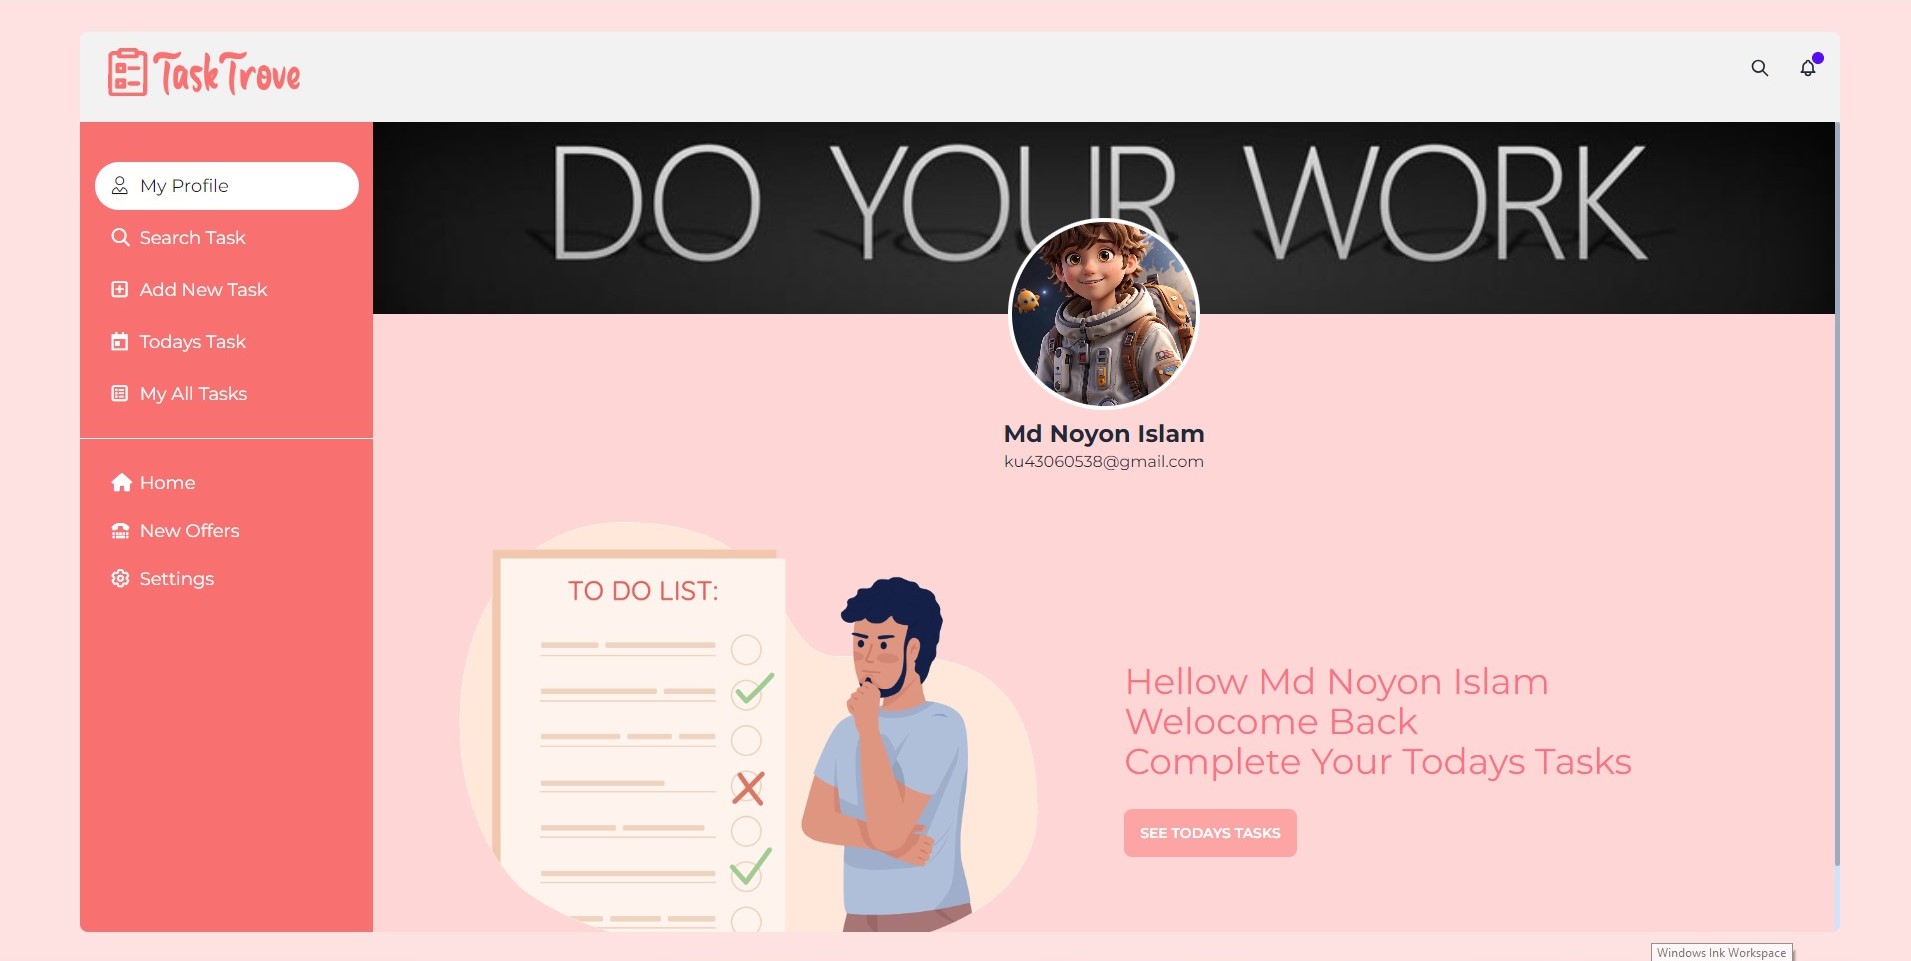 TaskTrove
DO YOUR WORK
My Profile
Search Task
Add New Task
Todays Task
My All Tasks
Home
New Offers
Settings
Md Noyon Islam
ku43060538@gmail.com
TO DO LIST:
Hellow Md Noyon Islam
Welocome Back
Complete Your Todays Tasks
SEE TODAYS TASKS
Windows Ink Workspace